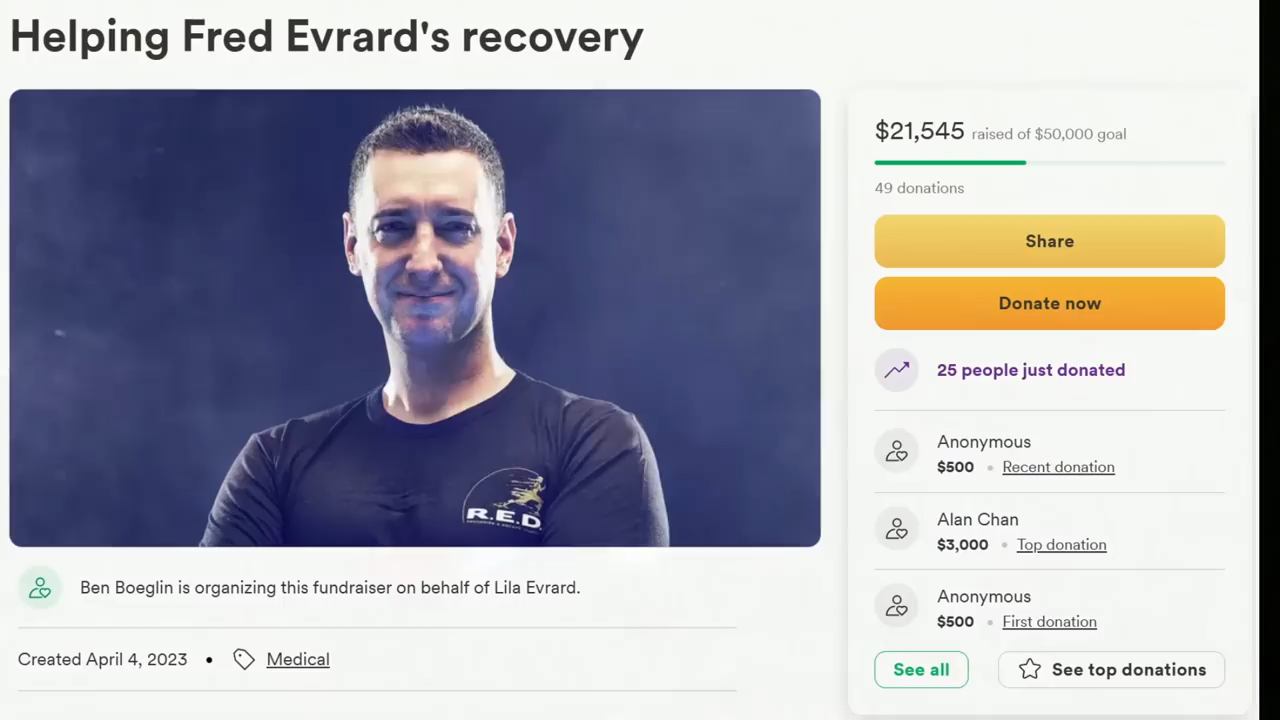 Helping Fred Evrard's recovery
R.E.D.
Ben Boeglin is organizing this fundraiser on behalf of Lila Evrard.
Created April 4, 2023 • Medical
$21,545 raised of $50,000 goal
49 donations
Share
Donate now
25 people just donated
Anonymous
$500 • Recent donation
Alan Chan
$3,000 • Top donation
Anonymous
$500 • First donation
See all
See top donations